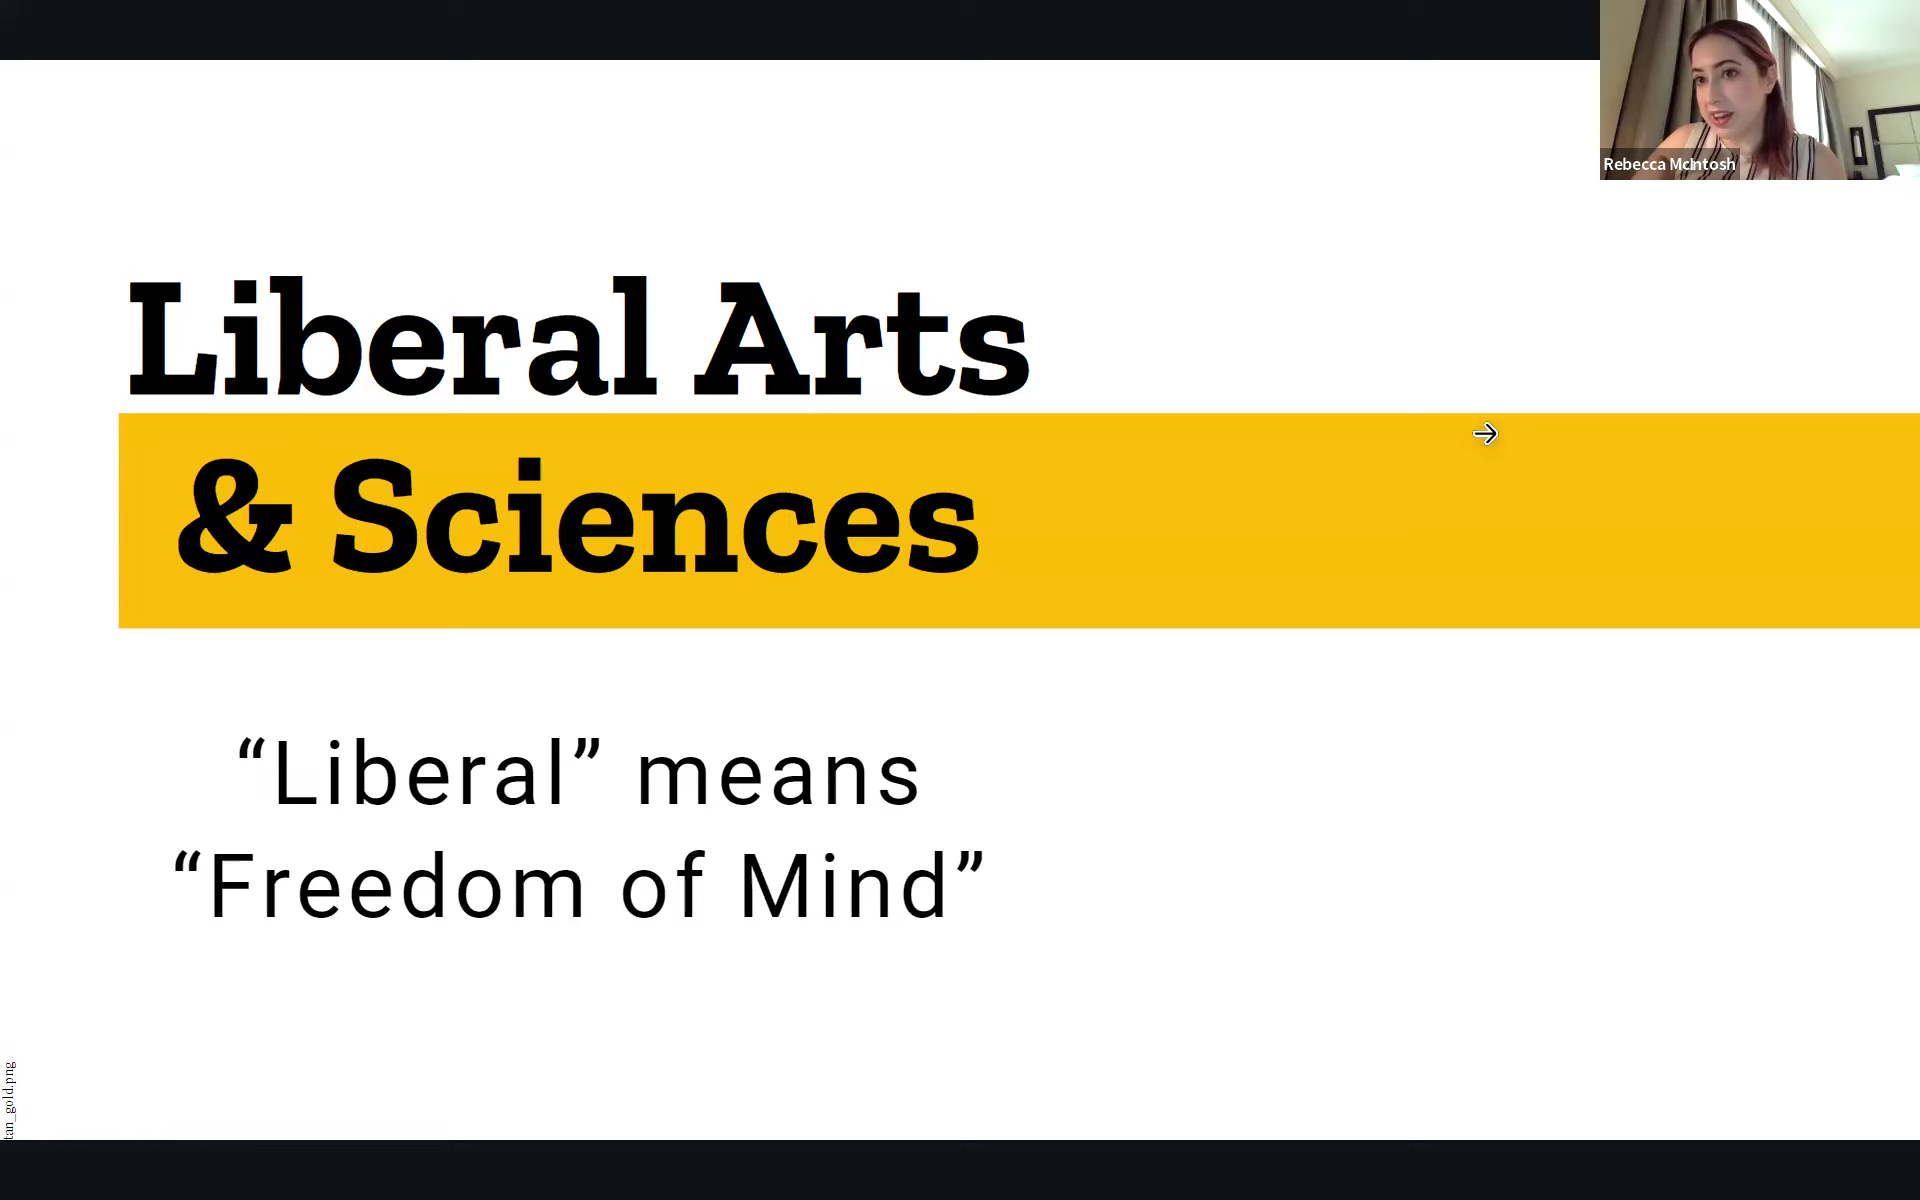 Rebecca McIntosh
Liberal Arts
& Sciences
“Liberal” means
“Freedom of Mind”
tan_gold.png